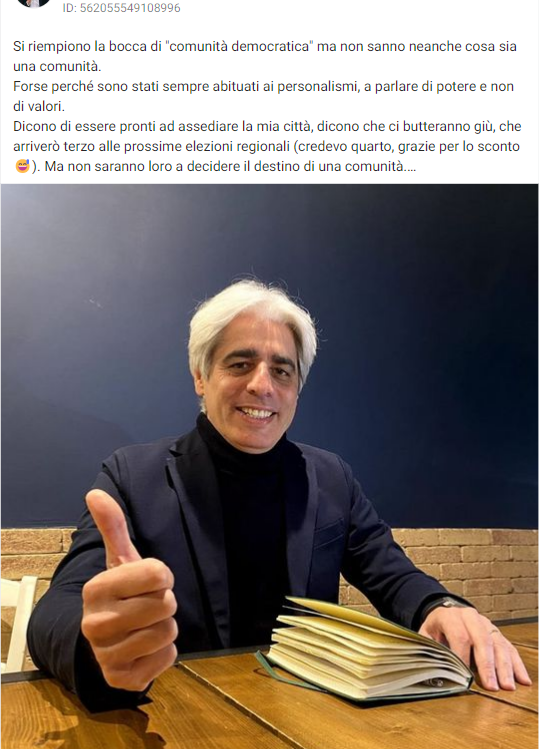 ID: 562055549108996
Si riempiono la bocca di "comunità democratica" ma non sanno neanche cosa sia
una comunità.
Forse perché sono stati sempre abituati ai personalismi, a parlare di potere e non
di valori.
Dicono di essere pronti ad assediare la mia città, dicono che ci butteranno giù, che
arriverò terzo alle prossime elezioni regionali (credevo quarto, grazie per lo sconto
😅). Ma non saranno loro a decidere il destino di una comunità....